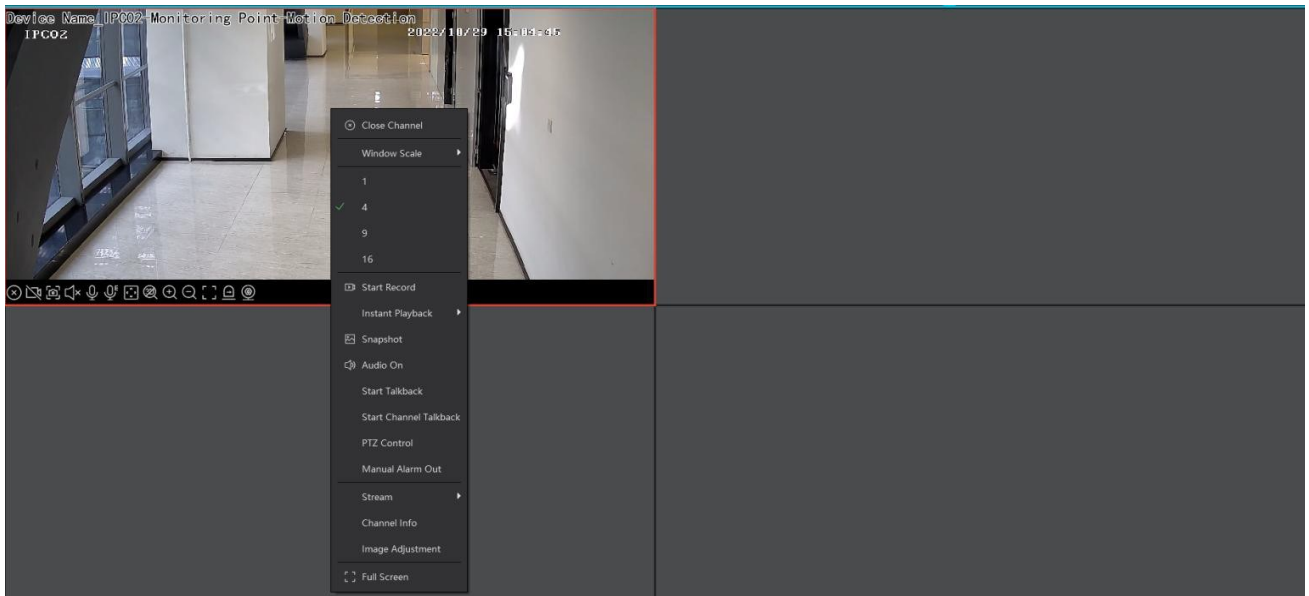 Device Name_IPC02-Monitoring Point-Motion Detection
IPC02
2022/10/29 15:04:45
Close Channel
Window Scale
1
4
9
16
Start Record
Instant Playback
Snapshot
Audio On
Start Talkback
Start Channel Talkback
PTZ Control
Manual Alarm Out
Stream
Channel Info
Image Adjustment
Full Screen